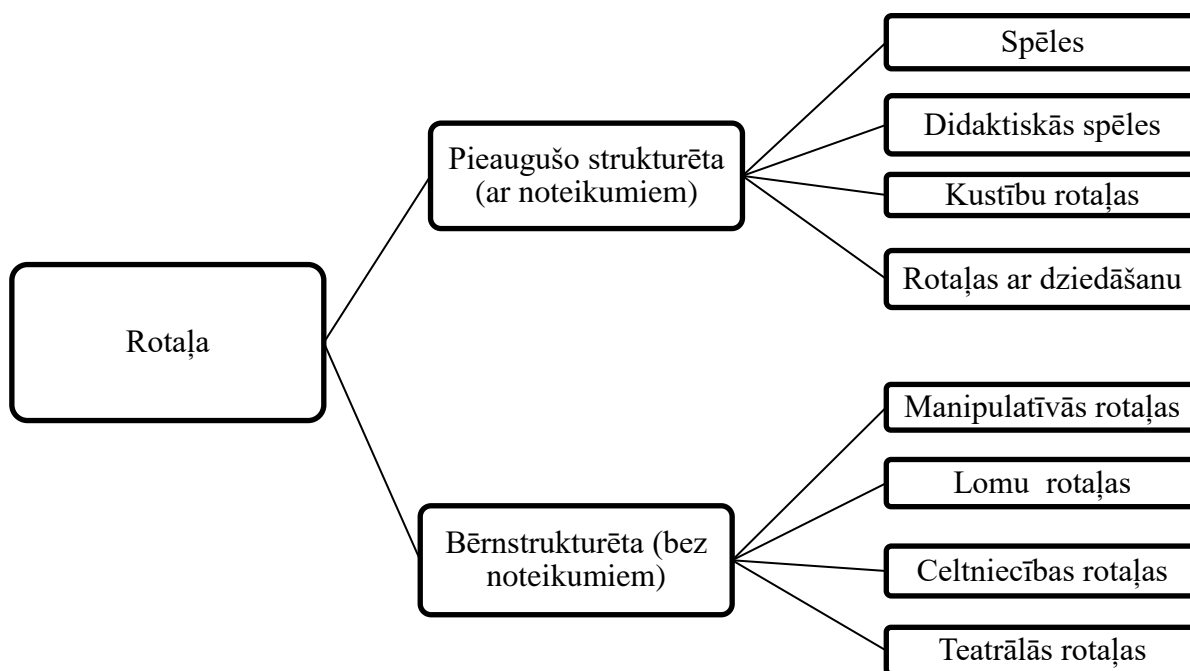 Rotaļa
Pieaugušo strukturēta
(ar noteikumiem)
Spēles
Didaktiskās spēles
Kustību rotaļas
Rotaļas ar dziedāšanu
Bērnstrukturēta (bez
noteikumiem)
Manipulatīvās rotaļas
Lomu  rotaļas
Celtniecības rotaļas
Teatrālās rotaļas